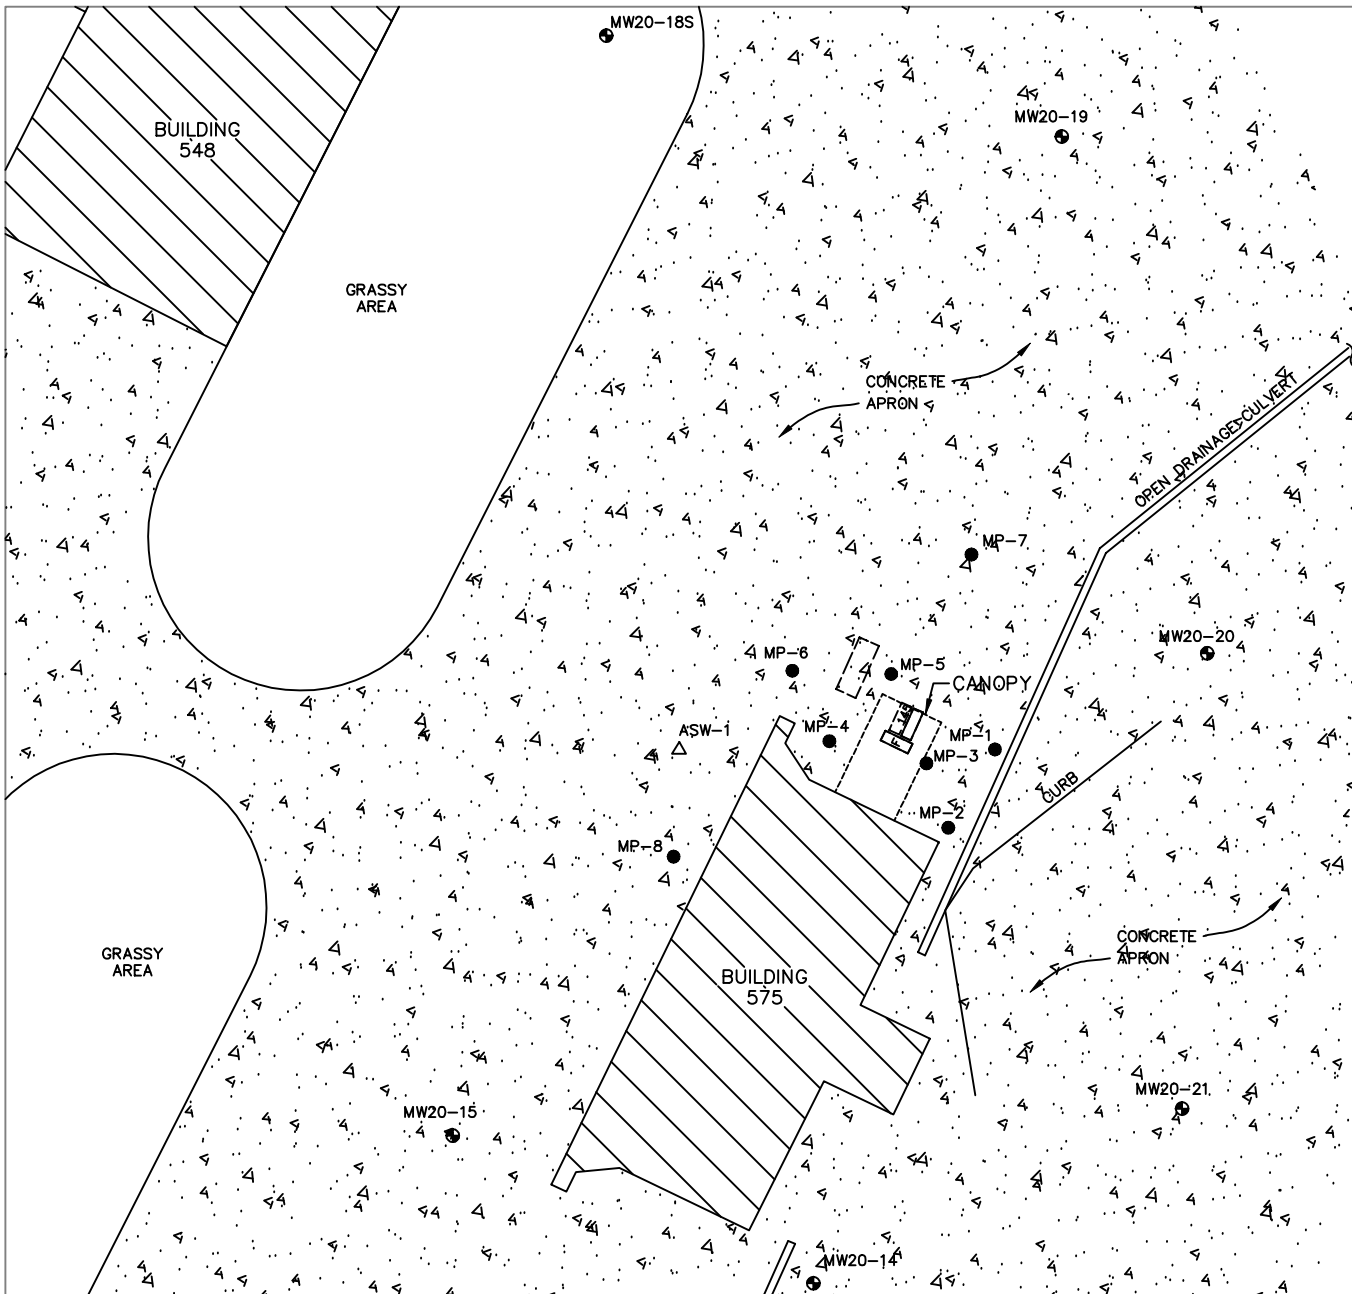 MW20-18S
MW20-19
BUILDING
548
GRASSY
AREA
CONCRETE
APRON
OPEN DRAINAGE CULVERT
MP-7
MW20-20
MP-6
MP-5
CANOPY
ASW-1
MP-4
MP-1
MP-3
CURB
MP-2
MP-8
GRASSY
AREA
CONCRETE
APRON
BUILDING
575
MW20-21
MW20-15
MW20-14